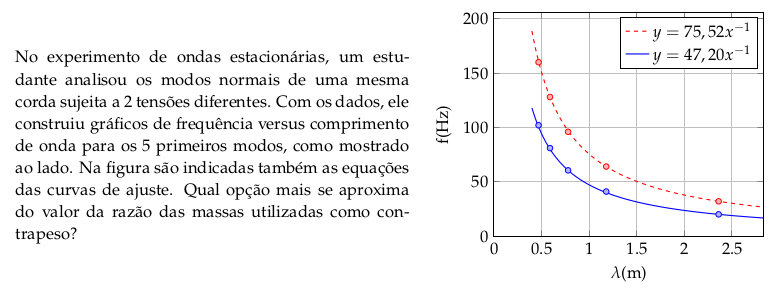 No experimento de ondas estacionárias, um estu-
dante analisou os modos normais de uma mesma
corda sujeita a 2 tensões diferentes. Com os dados, ele
construiu gráficos de frequência versus comprimento
de onda para os 5 primeiros modos, como mostrado
ao lado. Na figura são indicadas também as equações
das curvas de ajuste. Qual opção mais se aproxima
do valor da razão das massas utilizadas como con-
trapeso?
y = 75,52x⁻¹
y = 47,20x⁻¹
200
150
100
50
0
f(Hz)
0 0.5 1 1.5 2 2.5
λ(m)